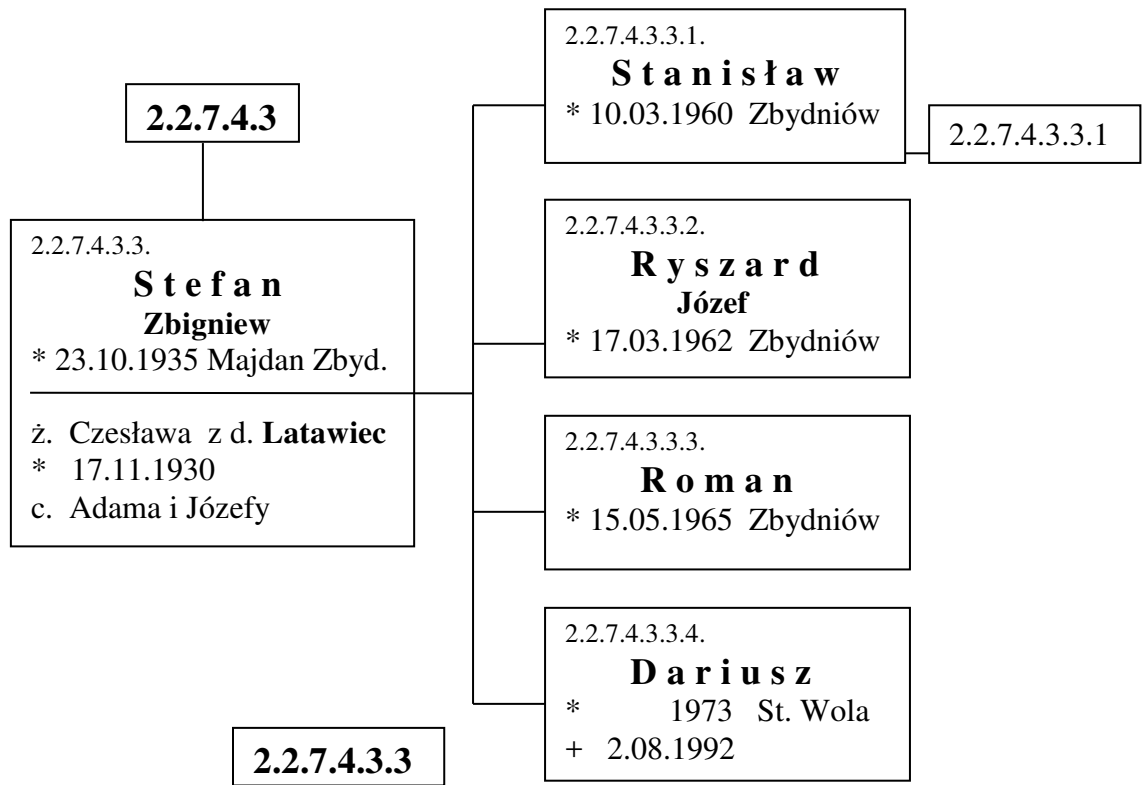 2.2.7.4.3
2.2.7.4.3.3.
S t e f a n
Zbigniew
* 23.10.1935 Majdan Zbyd.
ż. Czesława z d. Latawiec
* 17.11.1930
c. Adama i Józefy
2.2.7.4.3.3.1.
S t a n i s ł a w
* 10.03.1960 Zbydniów
2.2.7.4.3.3.1
2.2.7.4.3.3.2.
R y s z a r d
Józef
* 17.03.1962 Zbydniów
2.2.7.4.3.3.3.
R o m a n
* 15.05.1965 Zbydniów
2.2.7.4.3.3.4.
D a r i u s z
* 1973 St. Wola
+ 2.08.1992
2.2.7.4.3.3